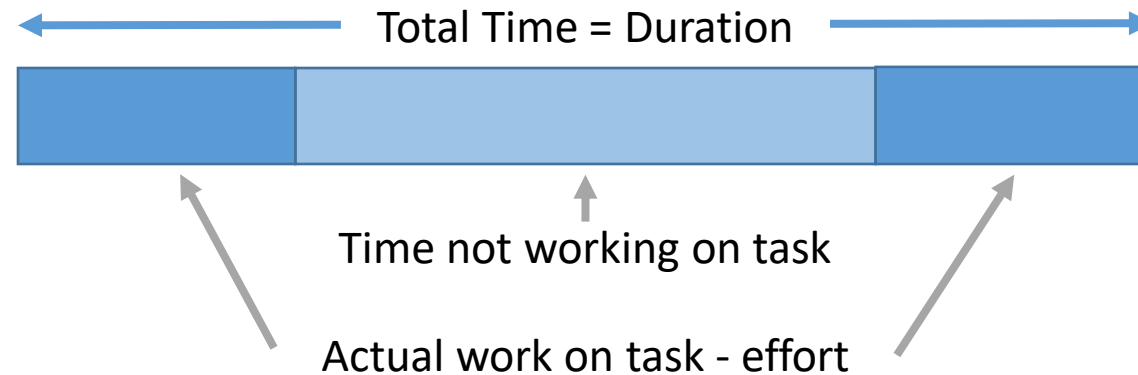 Total Time = Duration
Time not working on task
Actual work on task - effort